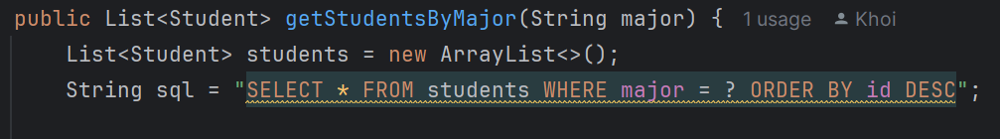 public List<Student> getStudentsByMajor(String major) { 1 usage Khoi
List<Student> students = new ArrayList<>();
String sql = "SELECT * FROM students WHERE major = ? ORDER BY id DESC";